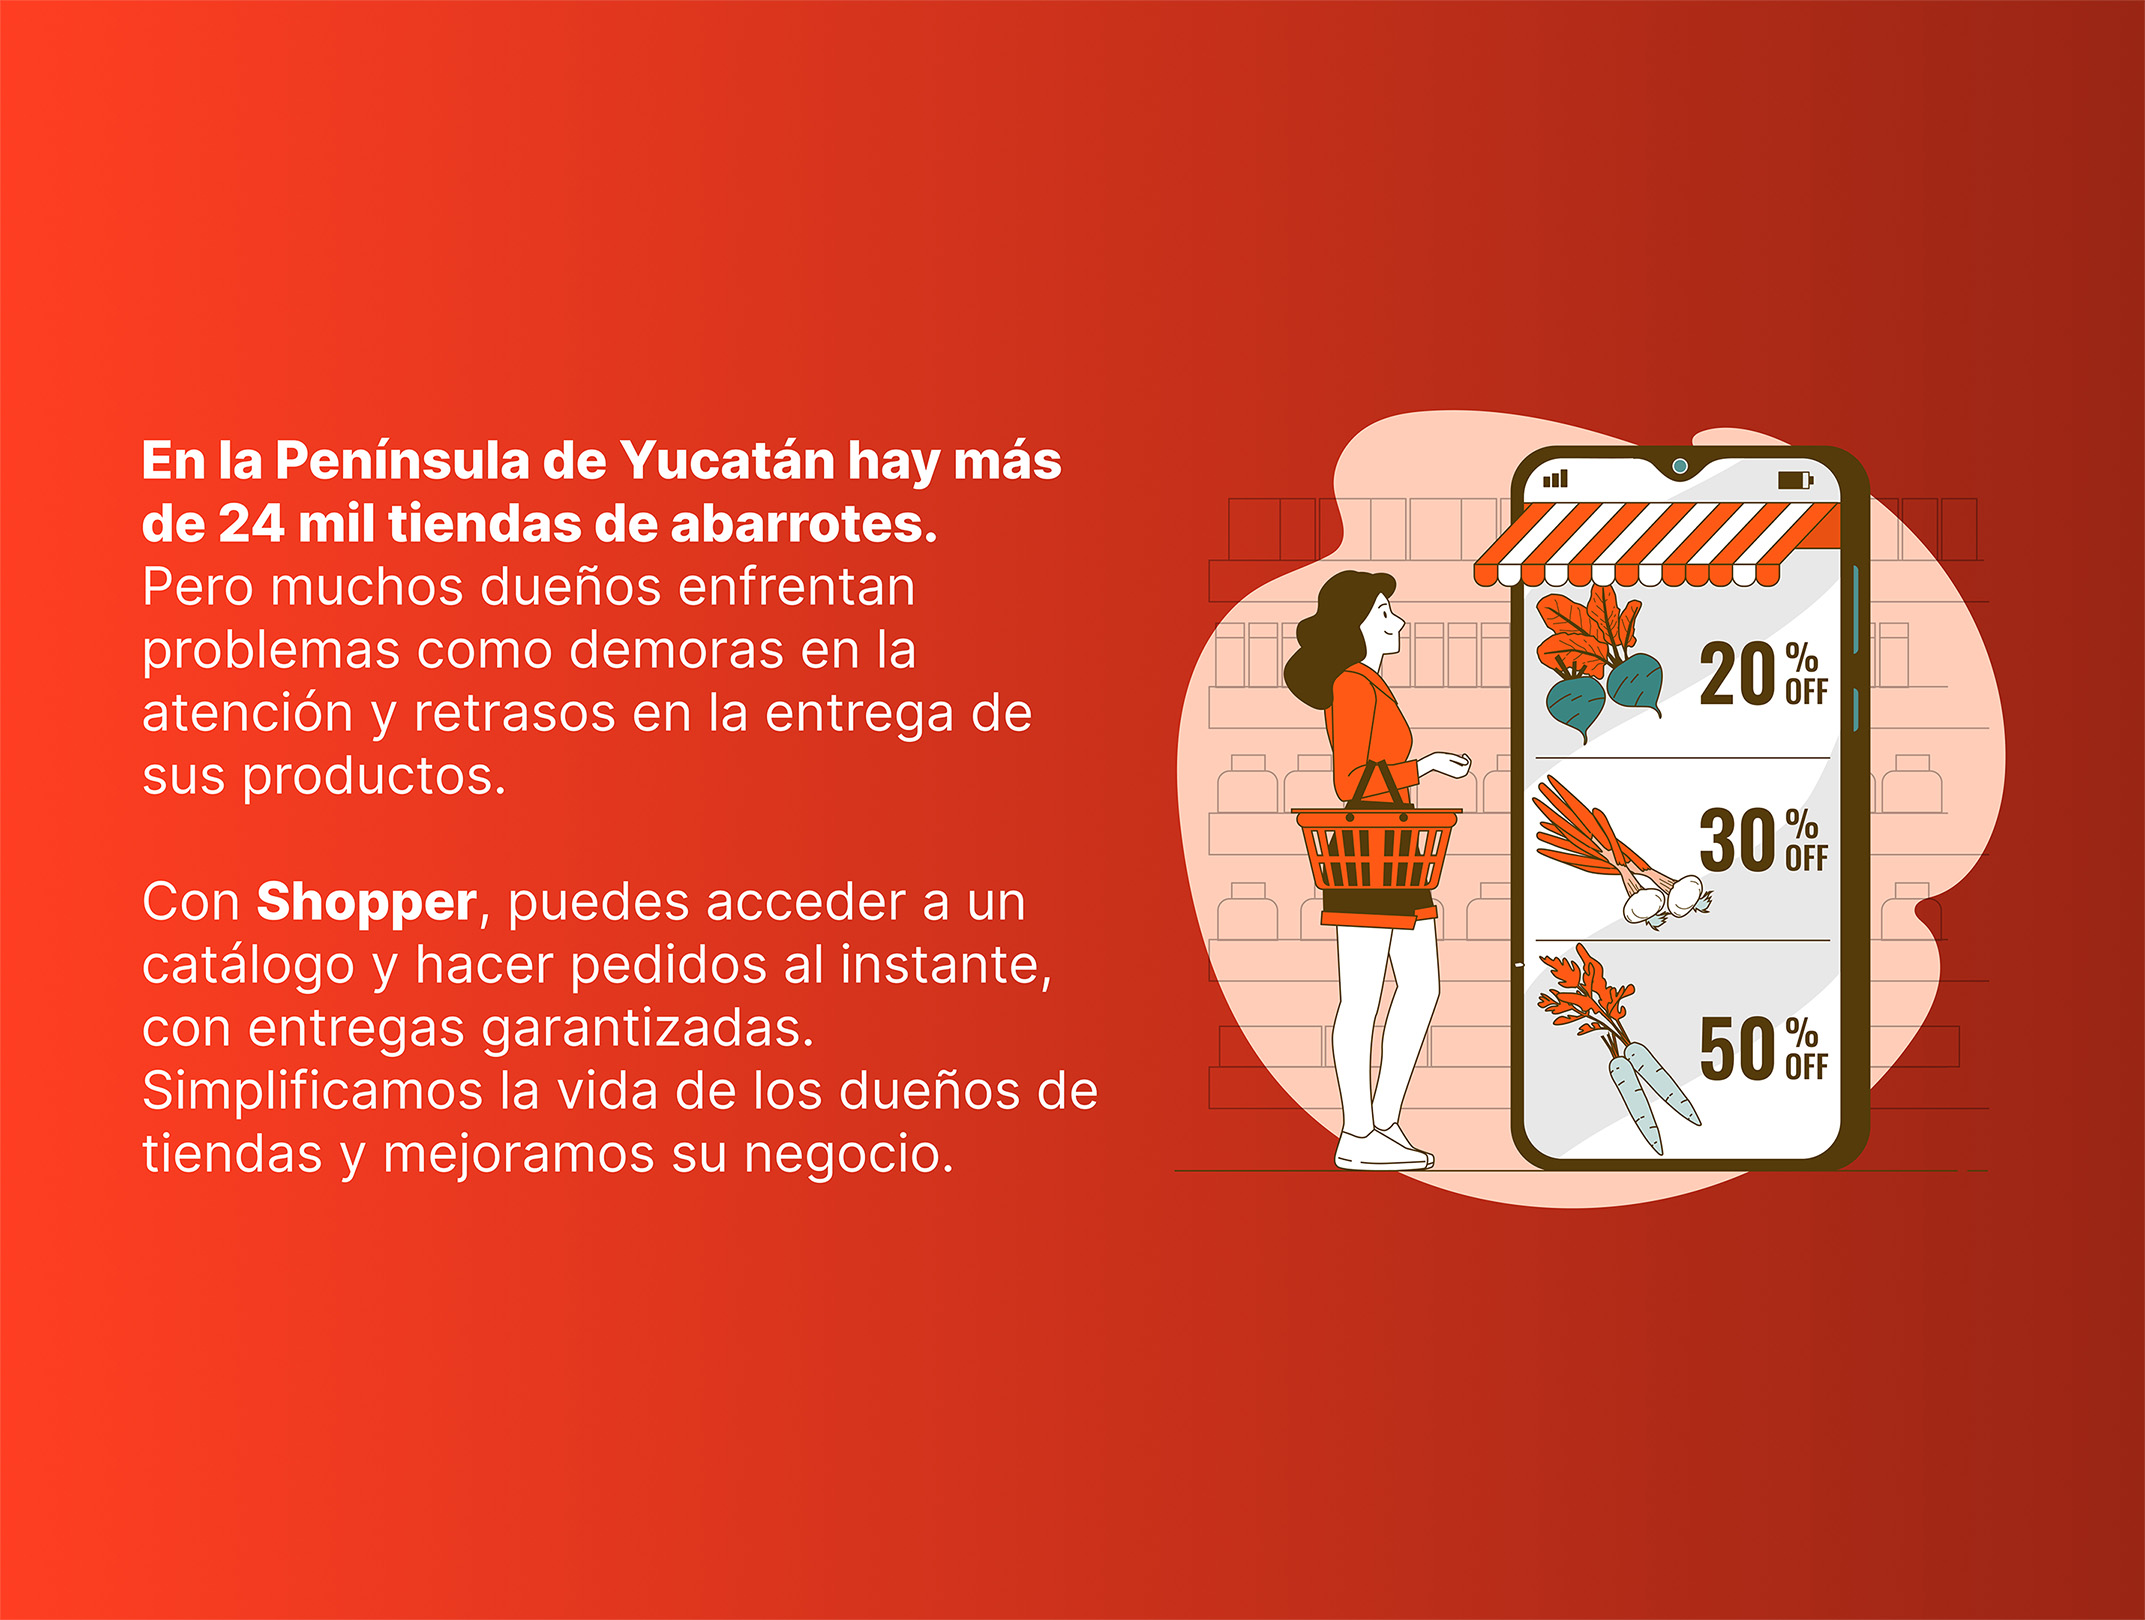 En la Península de Yucatán hay más
de 24 mil tiendas de abarrotes.
Pero muchos dueños enfrentan
problemas como demoras en la
atención y retrasos en la entrega de
sus productos.
Con Shopper, puedes acceder a un
catálogo y hacer pedidos al instante,
con entregas garantizadas.
Simplificamos la vida de los dueños de
tiendas y mejoramos su negocio.
20 % OFF
30 % OFF
50 % OFF